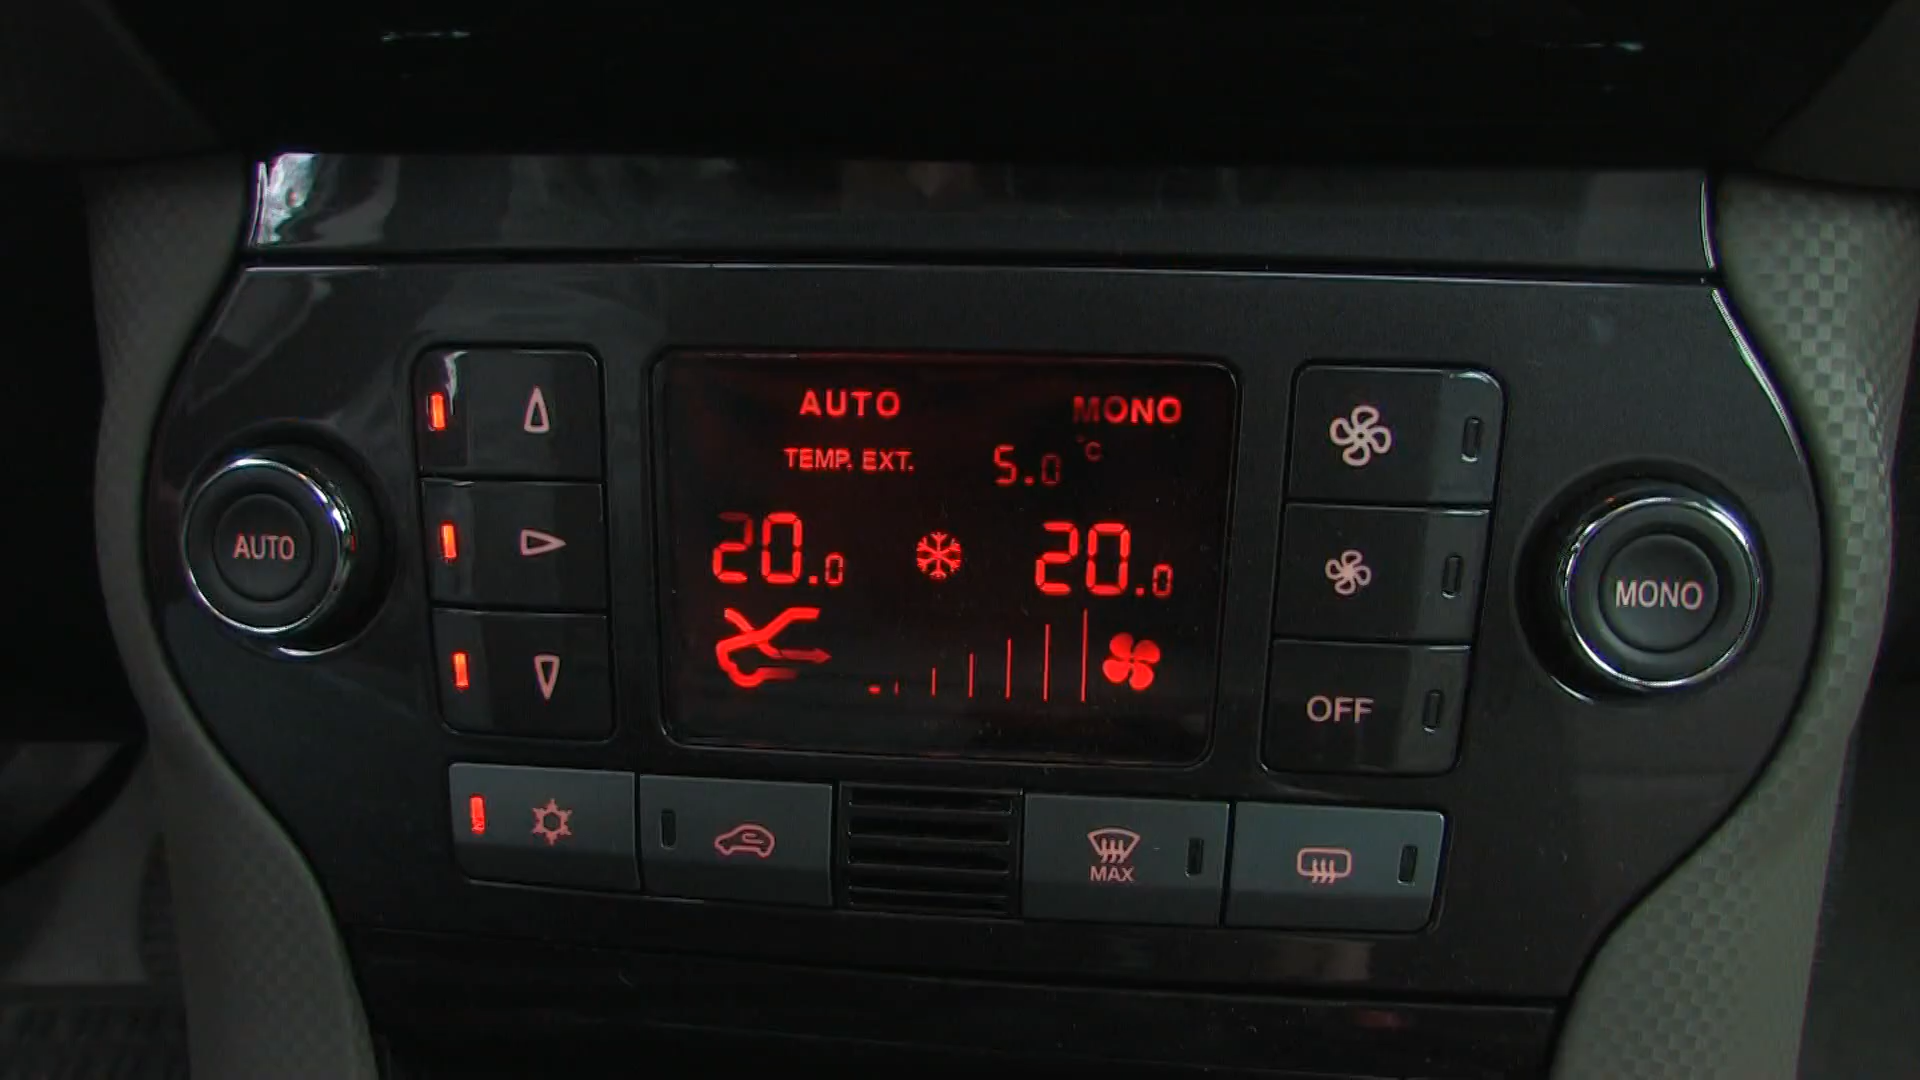 AUTO MONO
TEMP. EXT. 5.0 °C
20.0 20.0
AUTO
MONO
OFF
MAX